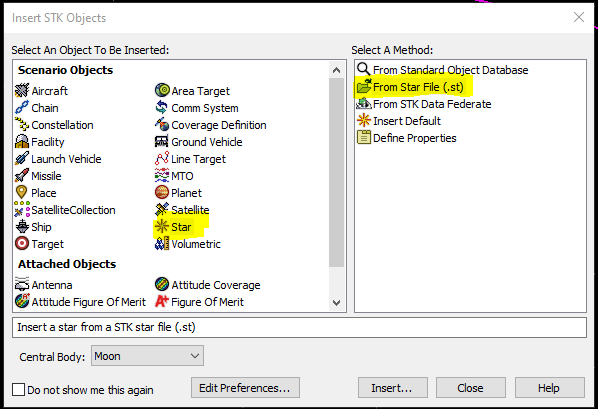 Insert STK Objects
Select An Object To Be Inserted:
Select A Method:
Scenario Objects
Aircraft
Area Target
Chain
Comm System
Constellation
Coverage Definition
Facility
Ground Vehicle
Launch Vehicle
Line Target
Missile
MTO
Place
Planet
SatelliteCollection
Satellite
Ship
Star
Target
Volumetric
Attached Objects
Antenna
Attitude Coverage
Attitude Figure Of Merit
Figure Of Merit
From Standard Object Database
From Star File (.st)
From STK Data Federate
Insert Default
Define Properties
Insert a star from a STK star file (.st)
Central Body: Moon
Do not show me this again
Edit Preferences...
Insert...
Close
Help